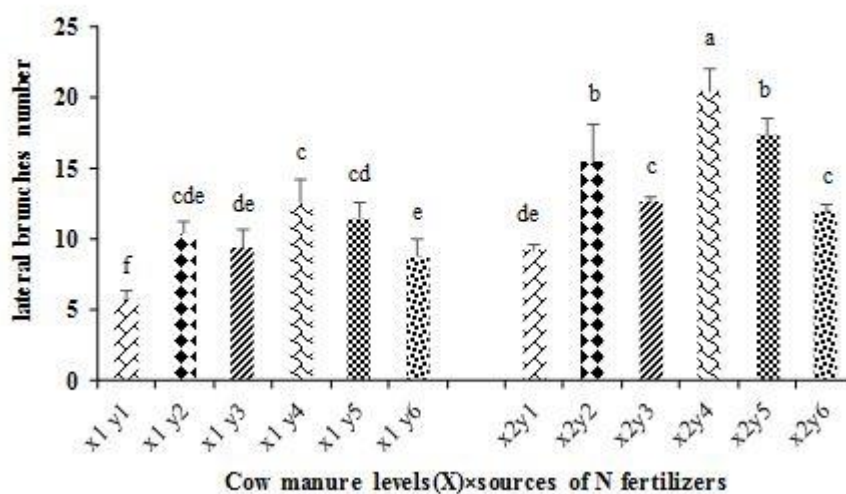 lateral brunches number
25
20
15
10
5
0
f
cde
de
c
cd
e
de
b
c
a
b
c
x1 y1
x1 y2
x1 y3
x1 y4
x1 y5
x1 y6
x2y1
x2y2
x2y3
x2y4
x2y5
x2y6
Cow manure levels(X)×sources of N fertilizers